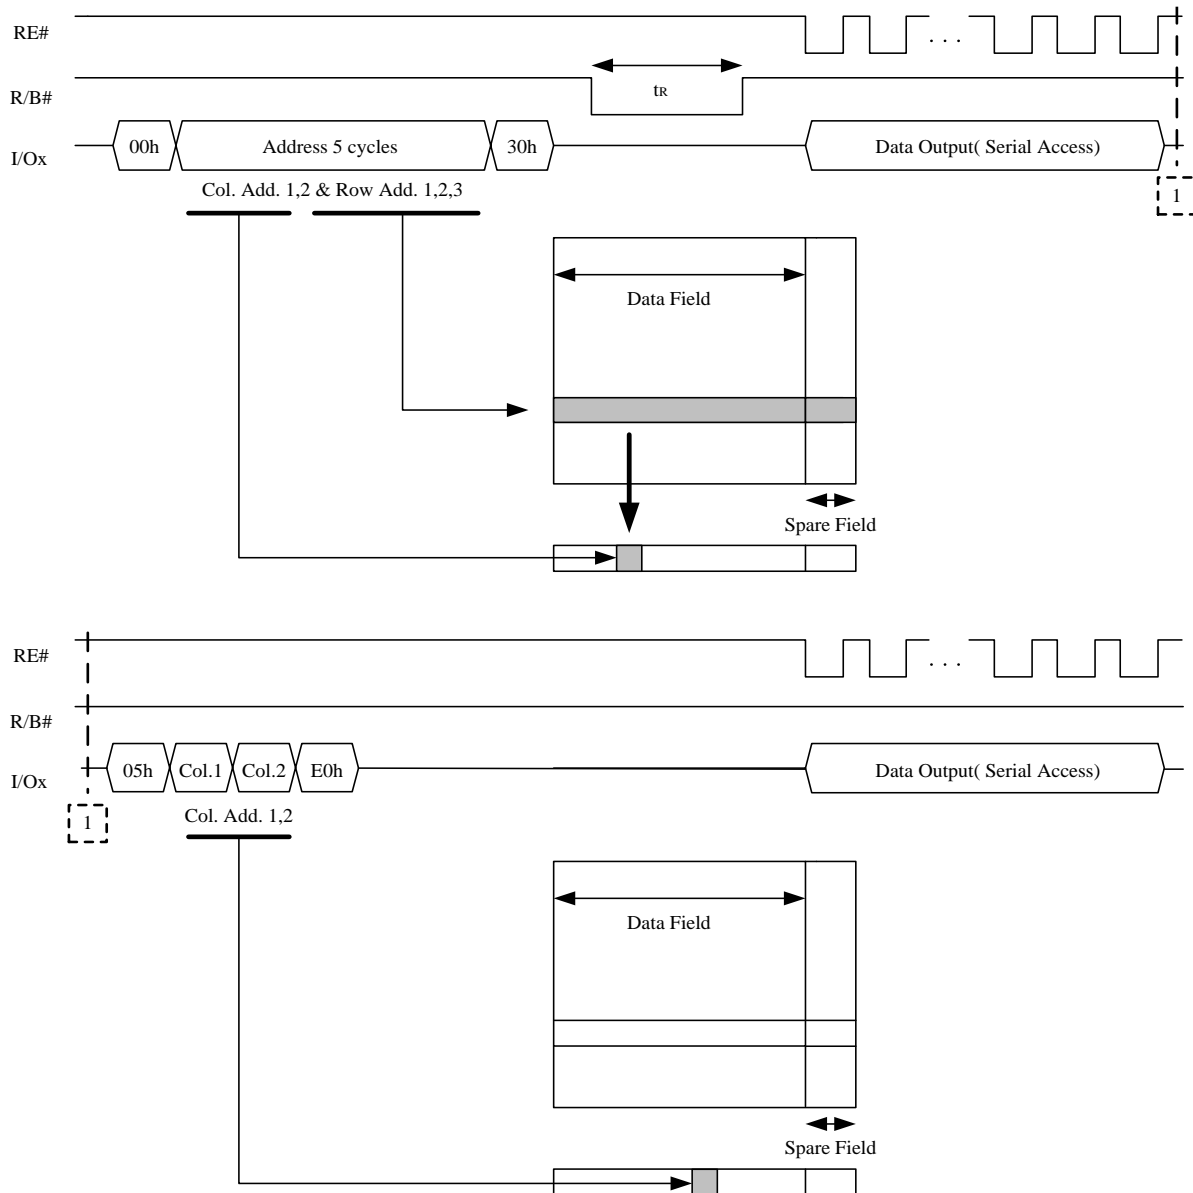 RE#
. . .
R/B#
tR
I/Ox
00h
Address 5 cycles
30h
Data Output( Serial Access)
Col. Add. 1,2 & Row Add. 1,2,3
1
Data Field
Spare Field
RE#
. . .
R/B#
I/Ox
05h
Col.1
Col.2
E0h
Data Output( Serial Access)
1
Col. Add. 1,2
Data Field
Spare Field